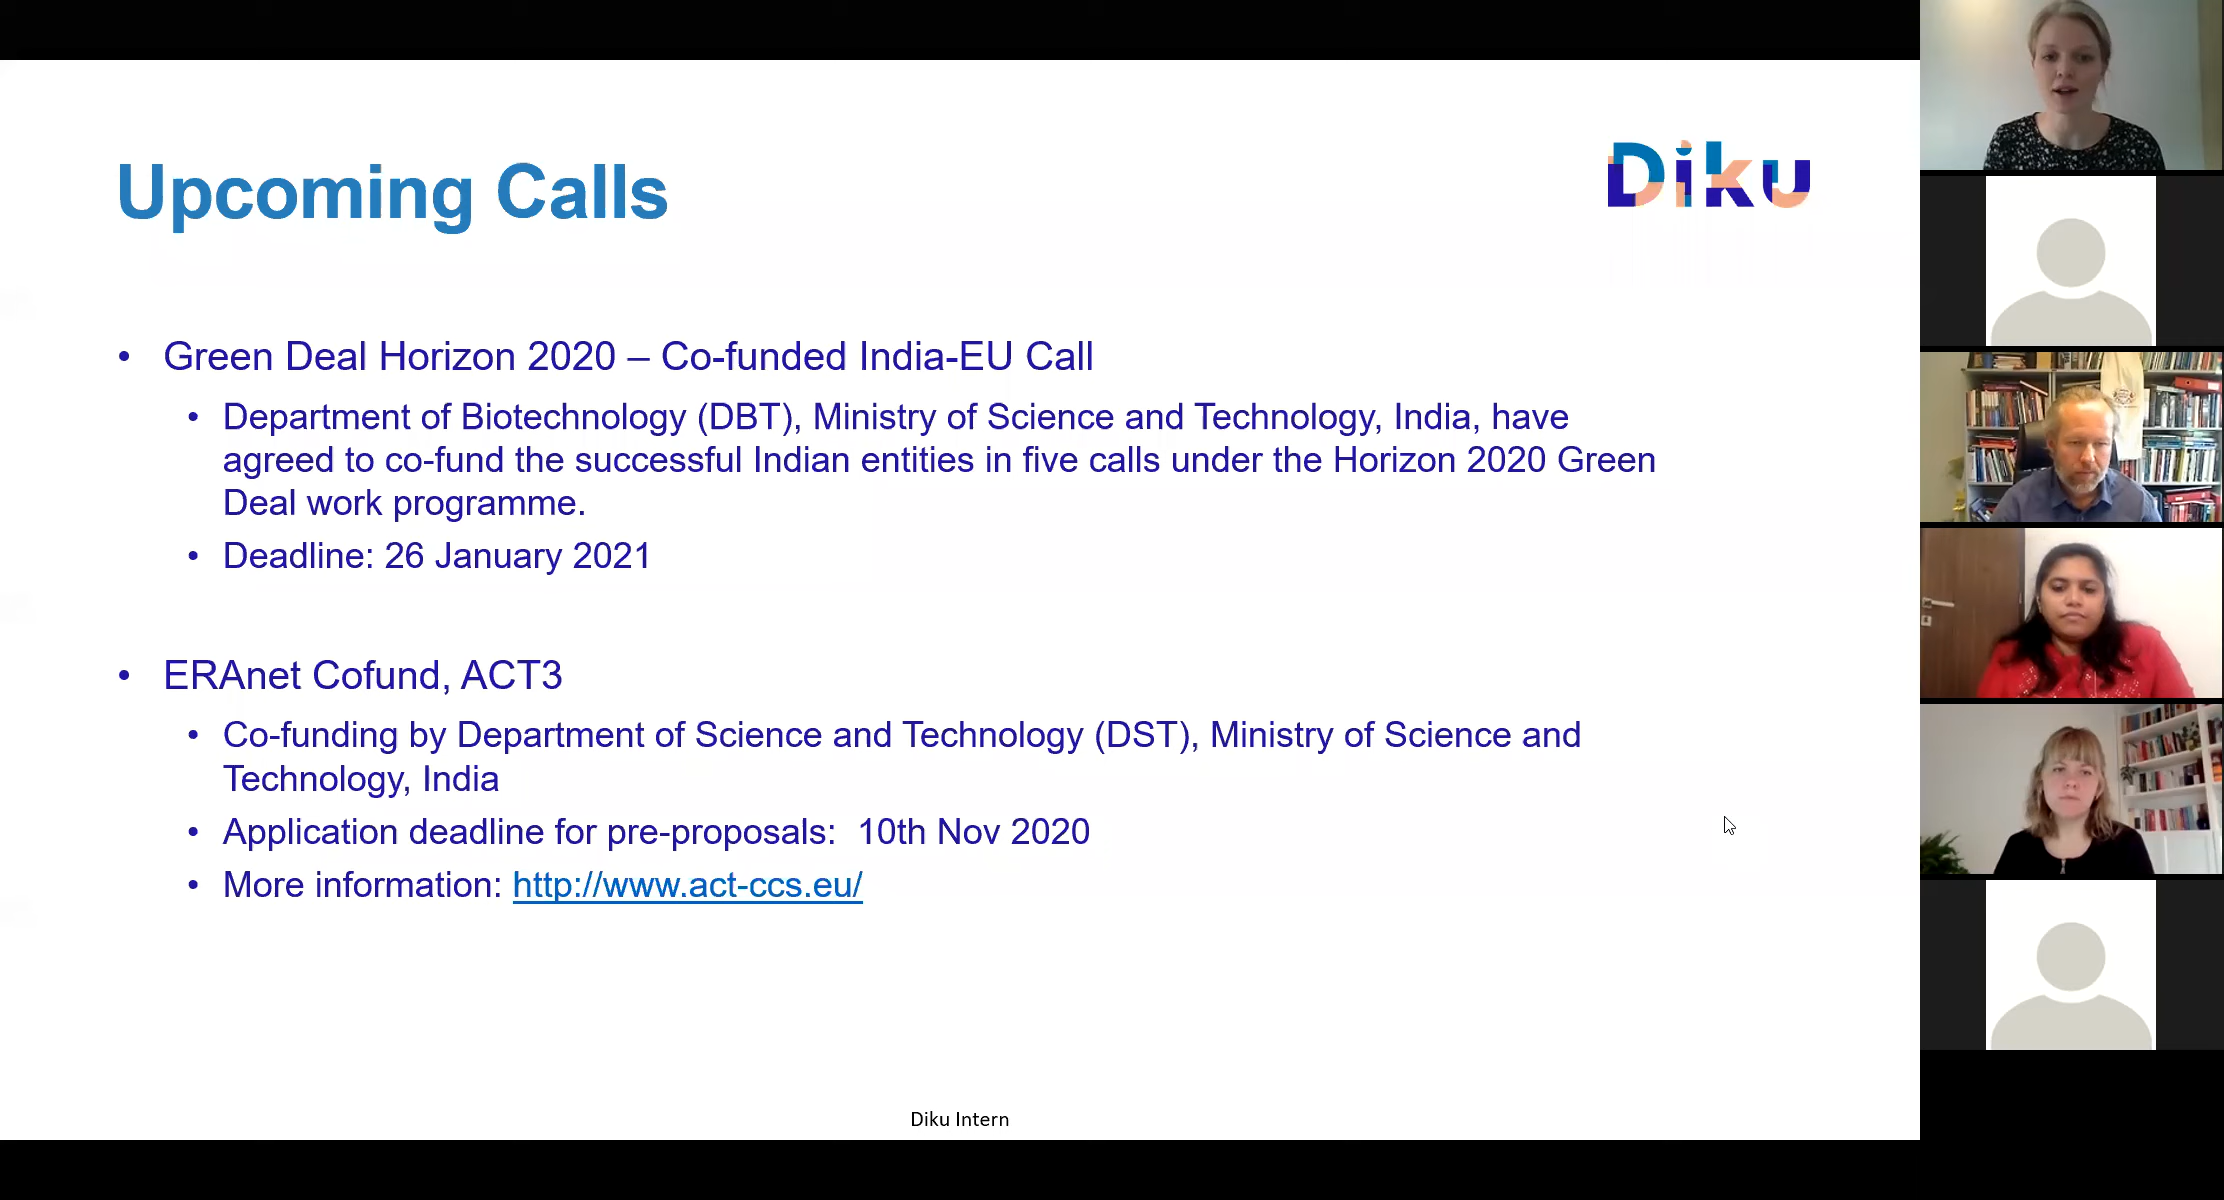 Upcoming Calls
Diku
• Green Deal Horizon 2020 – Co-funded India-EU Call
• Department of Biotechnology (DBT), Ministry of Science and Technology, India, have
agreed to co-fund the successful Indian entities in five calls under the Horizon 2020 Green
Deal work programme.
• Deadline: 26 January 2021
• ERAnet Cofund, ACT3
• Co-funding by Department of Science and Technology (DST), Ministry of Science and
Technology, India
• Application deadline for pre-proposals:  10th Nov 2020
• More information: http://www.act-ccs.eu/
Diku Intern